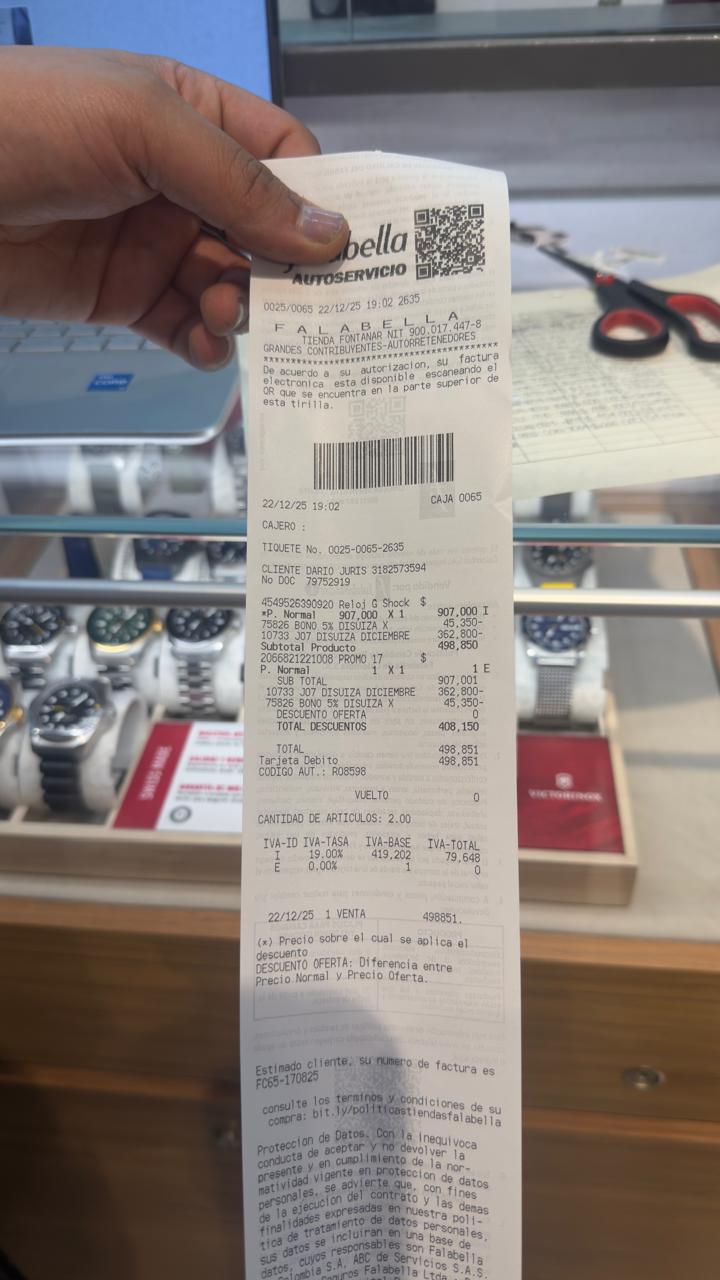 abella
AUTOSERVICIO
0025/0065 22/12/25 19:02 2635
F A L A B E L L A
TIENDA FONTANAR NIT 900.017.447-8
GRANDES CONTRIBUYENTES-AUTORRETENEDORES
****************************************
De acuerdo a su autorizacion, su factura
electronica esta disponible escaneando el
QR que se encuentra en la parte superior de
esta tirilla.
22/12/25 19:02 CAJA 0065
CAJERO :
TIQUETE No. 0025-0065-2635
CLIENTE DARIO JURIS 3182573594
No DOC 79752919
4549526390920 Reloj G Shock $
*P. Normal 907,000 X 1 907,000 I
75826 BONO 5% DISUIZA X 45,350-
10733 JO7 DISUIZA DICIEMBRE 362,800-
Subtotal Producto 498,850
2066821221008 PROMO 17 $
P. Normal 1 X 1 1 E
SUB TOTAL 907,001
10733 JO7 DISUIZA DICIEMBRE 362,800-
75826 BONO 5% DISUIZA X 45,350-
DESCUENTO OFERTA 0
TOTAL DESCUENTOS 408,150
TOTAL 498,851
Tarjeta Debito 498,851
CODIGO AUT.: R08598
VUELTO 0
CANTIDAD DE ARTICULOS: 2.00
IVA-ID IVA-TASA IVA-BASE IVA-TOTAL
I 19.00% 419,202 79,648
E 0.00% 1 0
22/12/25 1 VENTA 498851.
(*) Precio sobre el cual se aplica el
descuento
DESCUENTO OFERTA: Diferencia entre
Precio Normal y Precio Oferta.
Estimado cliente, su numero de factura es
FC65-170825
consulte los terminos y condiciones de su
compra: bit.ly/politicastiendasfalabella
Proteccion de Datos. Con la inequivoca
conducta de aceptar y no devolver la
presente y en cumplimiento de la nor-
matividad vigente en proteccion de datos
personales, se advierte que, con fines
de la ejecucion del contrato y las demas
finalidades expresadas en nuestra poli-
tica de tratamiento de datos personales,
sus datos se incluiran en una base de
datos, cuyos responsables son Falabella
Colombia S.A, ABC de Servicios S.A.S.
Seguros Falabella Ltda
intel
CORE
SWISS MADE
VICTORINOX